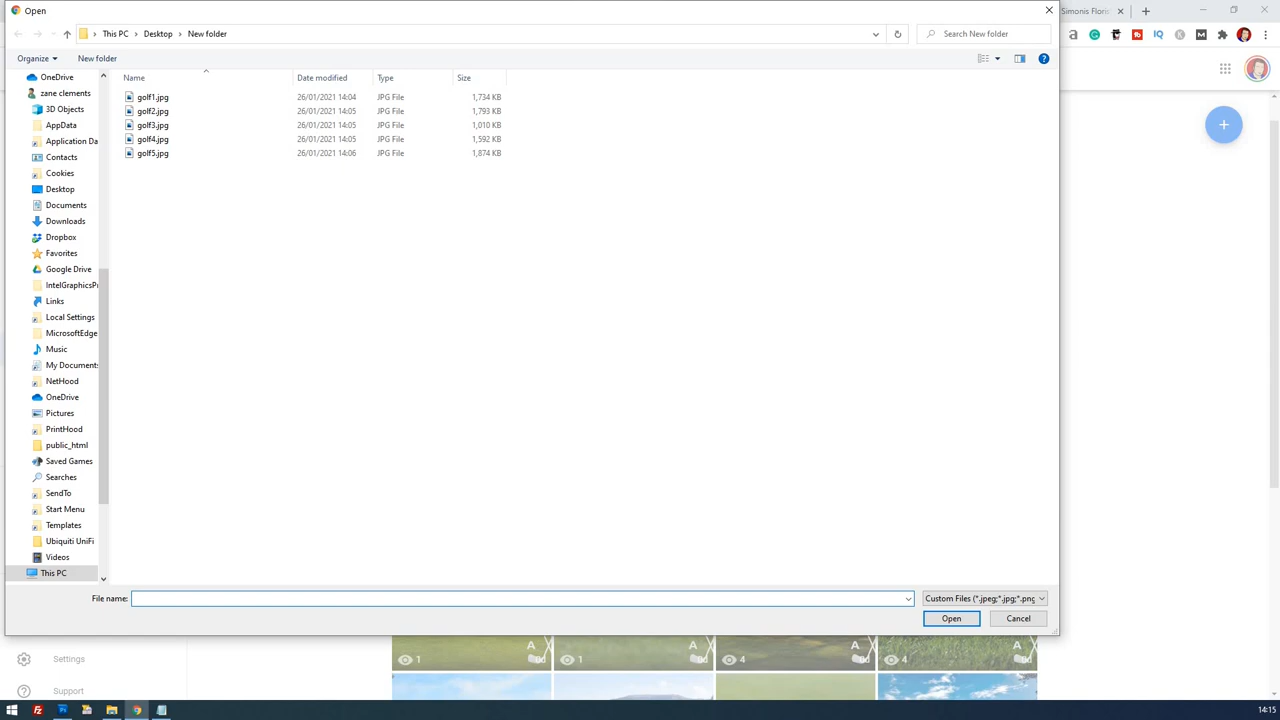 Open
Simonis Floris
This PC > Desktop > New folder
Search New folder
Organize
New folder
Name Date modified Type Size
golf1.jpg 26/01/2021 14:04 JPG File 1,734 KB
golf2.jpg 26/01/2021 14:05 JPG File 1,793 KB
golf3.jpg 26/01/2021 14:05 JPG File 1,010 KB
golf4.jpg 26/01/2021 14:05 JPG File 1,592 KB
golf5.jpg 26/01/2021 14:06 JPG File 1,874 KB
OneDrive
zane clements
3D Objects
AppData
Application Da
Contacts
Cookies
Desktop
Documents
Downloads
Dropbox
Favorites
Google Drive
IntelGraphicsPr
Links
Local Settings
MicrosoftEdge
Music
My Documents
NetHood
OneDrive
Pictures
PrintHood
public_html
Saved Games
Searches
SendTo
Start Menu
Templates
Ubiquiti UniFi
Videos
This PC
File name:
Custom Files (*.jpeg;*.jpg;*.png
Open
Cancel
1
1
4
4
Settings
Support
14:15